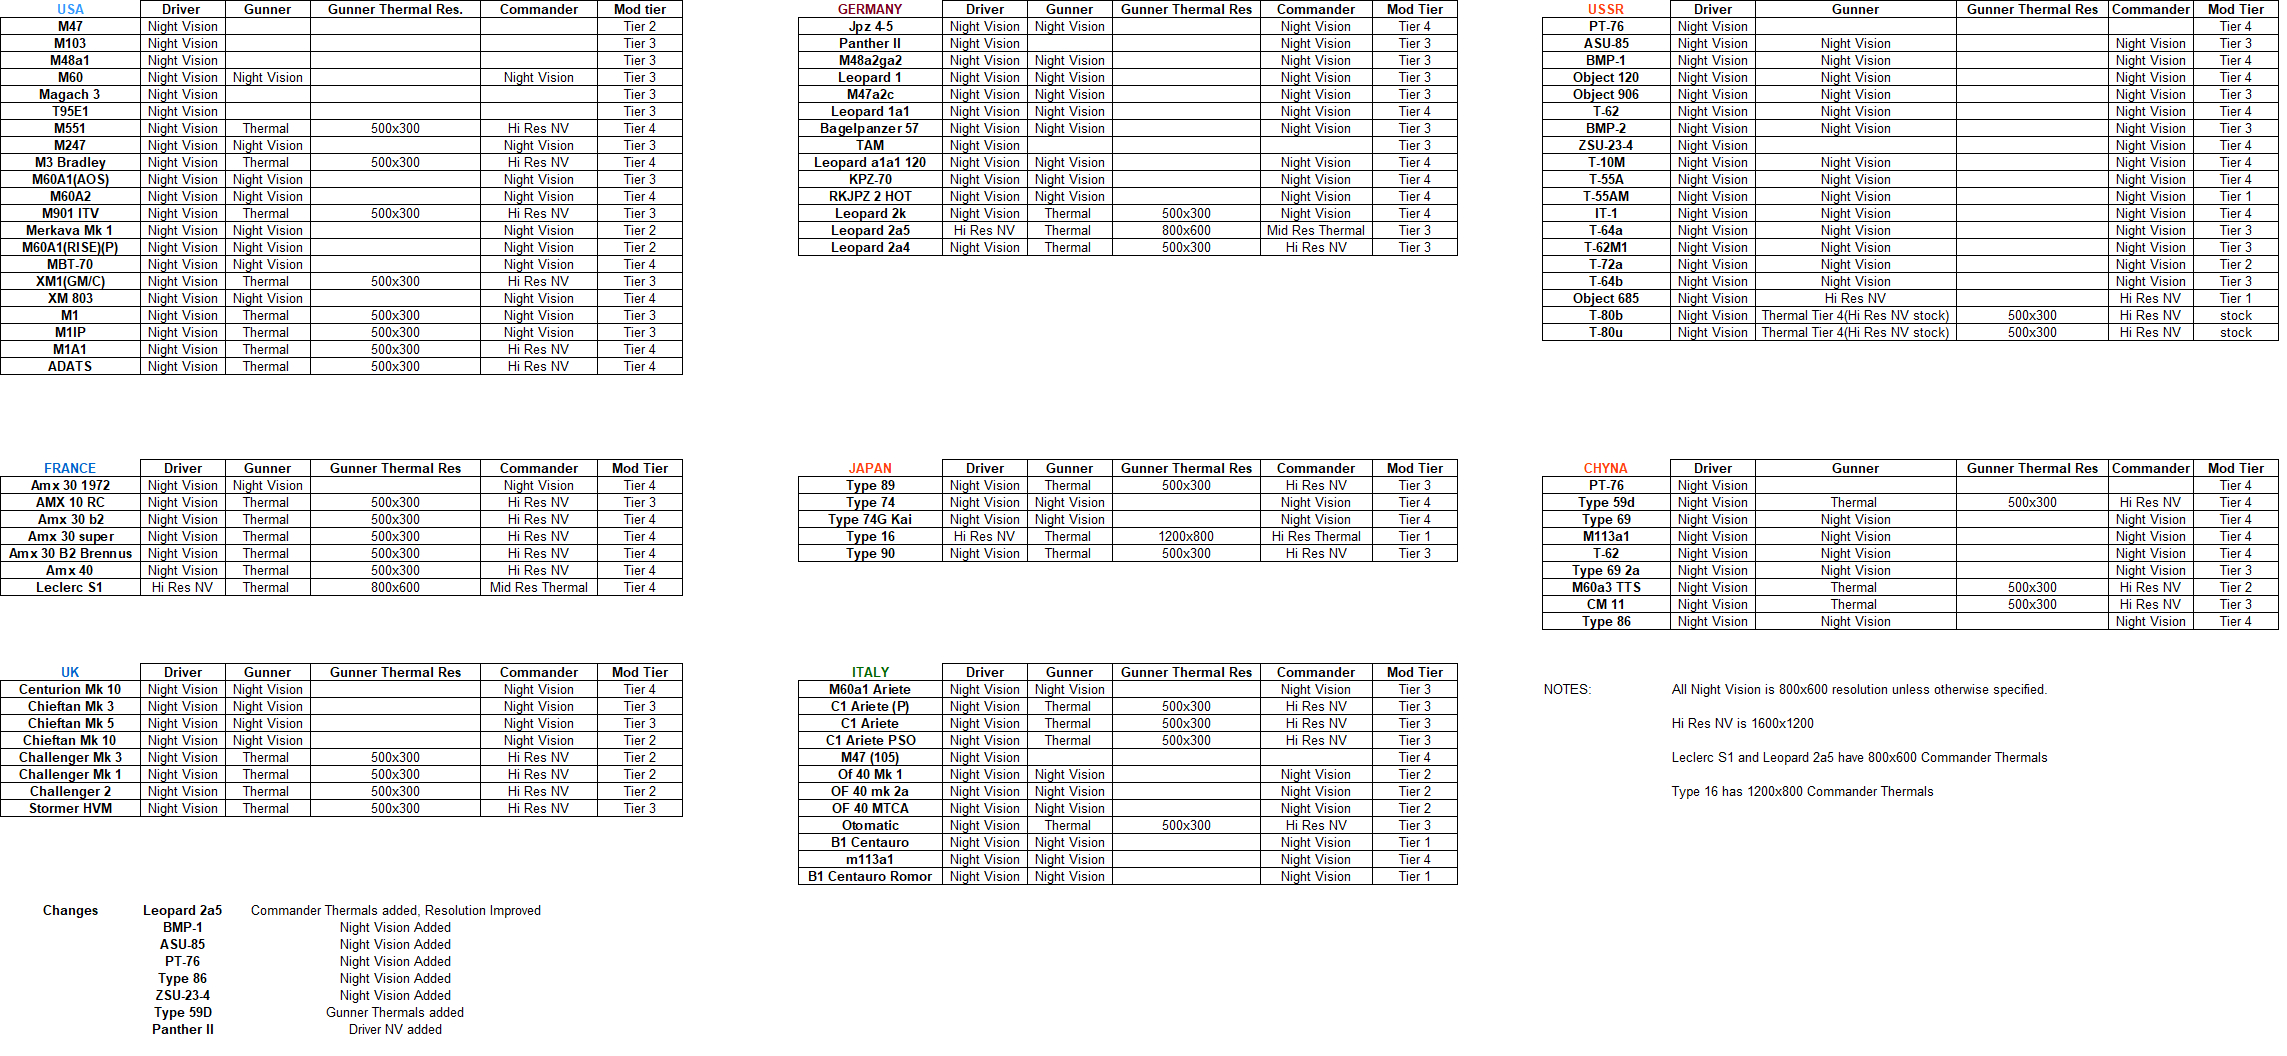 USA Driver Gunner Gunner Thermal Res. Commander Mod tier
M47 Night Vision Tier 2
M103 Night Vision Tier 3
M48a1 Night Vision Tier 3
M60 Night Vision Night Vision Night Vision Tier 3
Magach 3 Night Vision Tier 3
T95E1 Night Vision Tier 3
M551 Night Vision Thermal 500x300 Hi Res NV Tier 4
M247 Night Vision Night Vision Night Vision Tier 3
M3 Bradley Night Vision Thermal 500x300 Hi Res NV Tier 4
M60A1(AOS) Night Vision Night Vision Night Vision Tier 3
M60A2 Night Vision Night Vision Night Vision Tier 4
M901 ITV Night Vision Thermal 500x300 Hi Res NV Tier 3
Merkava Mk 1 Night Vision Night Vision Night Vision Tier 2
M60A1(RISE)(P) Night Vision Night Vision Night Vision Tier 2
MBT-70 Night Vision Night Vision Night Vision Tier 4
XM1(GM/C) Night Vision Thermal 500x300 Hi Res NV Tier 3
XM 803 Night Vision Night Vision Night Vision Tier 4
M1 Night Vision Thermal 500x300 Night Vision Tier 3
M1IP Night Vision Thermal 500x300 Night Vision Tier 3
M1A1 Night Vision Thermal 500x300 Hi Res NV Tier 4
ADATS Night Vision Thermal 500x300 Hi Res NV Tier 4
GERMANY Driver Gunner Gunner Thermal Res Commander Mod Tier
Jpz 4-5 Night Vision Night Vision Night Vision Tier 4
Panther II Night Vision Night Vision Tier 3
M48a2ga2 Night Vision Night Vision Night Vision Tier 3
Leopard 1 Night Vision Night Vision Night Vision Tier 3
M47a2c Night Vision Night Vision Night Vision Tier 3
Leopard 1a1 Night Vision Night Vision Night Vision Tier 4
Bagelpanzer 57 Night Vision Night Vision Night Vision Tier 3
TAM Night Vision Tier 3
Leopard a1a1 120 Night Vision Night Vision Night Vision Tier 4
KPZ-70 Night Vision Night Vision Night Vision Tier 4
RKJPZ 2 HOT Night Vision Night Vision Night Vision Tier 4
Leopard 2k Night Vision Thermal 500x300 Night Vision Tier 4
Leopard 2a5 Hi Res NV Thermal 800x600 Mid Res Thermal Tier 3
Leopard 2a4 Night Vision Thermal 500x300 Hi Res NV Tier 3
USSR Driver Gunner Gunner Thermal Res Commander Mod Tier
PT-76 Night Vision Tier 4
ASU-85 Night Vision Night Vision Night Vision Tier 3
BMP-1 Night Vision Night Vision Night Vision Tier 4
Object 120 Night Vision Night Vision Night Vision Tier 4
Object 906 Night Vision Night Vision Night Vision Tier 3
T-62 Night Vision Night Vision Night Vision Tier 4
BMP-2 Night Vision Night Vision Night Vision Tier 3
ZSU-23-4 Night Vision Night Vision Tier 4
T-10M Night Vision Night Vision Night Vision Tier 4
T-55A Night Vision Night Vision Night Vision Tier 4
T-55AM Night Vision Night Vision Night Vision Tier 1
IT-1 Night Vision Night Vision Night Vision Tier 4
T-64a Night Vision Night Vision Night Vision Tier 3
T-62M1 Night Vision Night Vision Night Vision Tier 3
T-72a Night Vision Night Vision Night Vision Tier 2
T-64b Night Vision Night Vision Night Vision Tier 3
Object 685 Night Vision Hi Res NV Hi Res NV Tier 1
T-80b Night Vision Thermal Tier 4(Hi Res NV stock) 500x300 Hi Res NV stock
T-80u Night Vision Thermal Tier 4(Hi Res NV stock) 500x300 Hi Res NV stock
FRANCE Driver Gunner Gunner Thermal Res Commander Mod Tier
Amx 30 1972 Night Vision Night Vision Tier 4
AMX 10 RC Night Vision Thermal 500x300 Hi Res NV Tier 3
Amx 30 b2 Night Vision Thermal 500x300 Hi Res NV Tier 4
Amx 30 super Night Vision Thermal 500x300 Hi Res NV Tier 4
Amx 30 B2 Brennus Night Vision Thermal 500x300 Hi Res NV Tier 4
Amx 40 Night Vision Thermal 500x300 Hi Res NV Tier 4
Leclerc S1 Hi Res NV Thermal 800x600 Mid Res Thermal Tier 4
JAPAN Driver Gunner Gunner Thermal Res Commander Mod Tier
Type 89 Night Vision Thermal 500x300 Hi Res NV Tier 3
Type 74 Night Vision Night Vision Night Vision Tier 4
Type 74G Kai Night Vision Night Vision Night Vision Tier 4
Type 16 Hi Res NV Thermal 1200x800 Hi Res Thermal Tier 1
Type 90 Night Vision Thermal 500x300 Hi Res NV Tier 3
CHYNA Driver Gunner Gunner Thermal Res Commander Mod Tier
PT-76 Night Vision Tier 4
Type 59d Night Vision Thermal 500x300 Hi Res NV Tier 4
Type 69 Night Vision Night Vision Night Vision Tier 4
M113a1 Night Vision Night Vision Night Vision Tier 4
T-62 Night Vision Night Vision Night Vision Tier 4
Type 69 2a Night Vision Night Vision Night Vision Tier 3
M60a3 TTS Night Vision Thermal 500x300 Hi Res NV Tier 2
CM 11 Night Vision Thermal 500x300 Hi Res NV Tier 3
Type 86 Night Vision Night Vision Night Vision Tier 4
UK Driver Gunner Gunner Thermal Res Commander Mod Tier
Centurion Mk 10 Night Vision Night Vision Night Vision Tier 4
Chieftan Mk 3 Night Vision Night Vision Night Vision Tier 3
Chieftan Mk 5 Night Vision Night Vision Night Vision Tier 3
Chieftan Mk 10 Night Vision Night Vision Night Vision Tier 2
Challenger Mk 3 Night Vision Thermal 500x300 Hi Res NV Tier 2
Challenger Mk 1 Night Vision Thermal 500x300 Hi Res NV Tier 2
Challenger 2 Night Vision Thermal 500x300 Hi Res NV Tier 2
Stormer HVM Night Vision Thermal 500x300 Hi Res NV Tier 3
ITALY Driver Gunner Gunner Thermal Res Commander Mod Tier
M60a1 Ariete Night Vision Night Vision Night Vision Tier 3
C1 Ariete (P) Night Vision Thermal 500x300 Hi Res NV Tier 3
C1 Ariete Night Vision Thermal 500x300 Hi Res NV Tier 3
C1 Ariete PSO Night Vision Thermal 500x300 Hi Res NV Tier 3
M47 (105) Night Vision Tier 4
Of 40 Mk 1 Night Vision Night Vision Night Vision Tier 2
OF 40 mk 2a Night Vision Night Vision Night Vision Tier 2
OF 40 MTCA Night Vision Night Vision Night Vision Tier 2
Otomatic Night Vision Thermal 500x300 Hi Res NV Tier 3
B1 Centauro Night Vision Night Vision Night Vision Tier 1
m113a1 Night Vision Night Vision Night Vision Tier 4
B1 Centauro Romor Night Vision Night Vision Night Vision Tier 1
NOTES: All Night Vision is 800x600 resolution unless otherwise specified.
Hi Res NV is 1600x1200
Leclerc S1 and Leopard 2a5 have 800x600 Commander Thermals
Type 16 has 1200x800 Commander Thermals
Changes Leopard 2a5 Commander Thermals added, Resolution Improved
BMP-1 Night Vision Added
ASU-85 Night Vision Added
PT-76 Night Vision Added
Type 86 Night Vision Added
ZSU-23-4 Night Vision Added
Type 59D Gunner Thermals added
Panther II Driver NV added